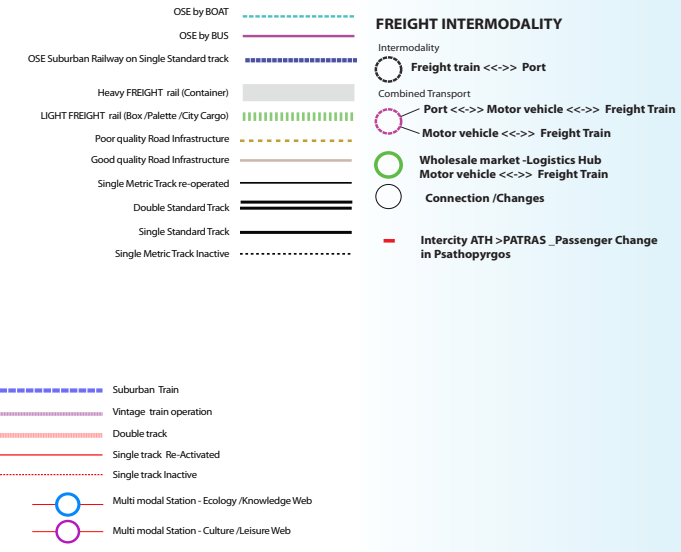 OSE by BOAT
OSE by BUS
OSE Suburban Railway on Single Standard track
Heavy FREIGHT rail (Container)
LIGHT FREIGHT rail (Box /Palette /City Cargo)
Poor quality Road Infrastructure
Good quality Road Infrastructure
Single Metric Track re-operated
Double Standard Track
Single Standard Track
Single Metric Track Inactive
FREIGHT INTERMODALITY
Intermodality
Freight train <<->> Port
Combined Transport
Port <<->> Motor vehicle <<->> Freight Train
Motor vehicle <<->> Freight Train
Wholesale market -Logistics Hub
Motor vehicle <<->> Freight Train
Connection /Changes
Intercity ATH >PATRAS _Passenger Change
in Psathopyrgos
Suburban Train
Vintage train operation
Double track
Single track Re-Activated
Single track Inactive
Multi modal Station - Ecology /Knowledge Web
Multi modal Station - Culture /Leisure Web